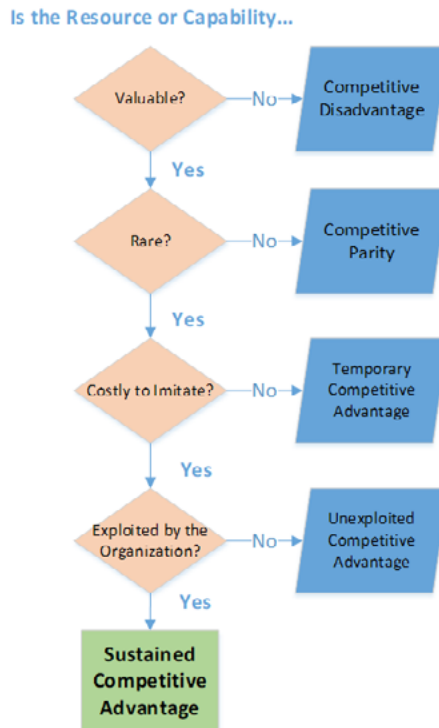 Is the Resource or Capability...
Valuable?
No
Competitive
Disadvantage
Yes
Rare?
No
Competitive
Parity
Yes
Costly to Imitate?
No
Temporary
Competitive
Advantage
Yes
Exploited by the
Organization?
No
Unexploited
Competitive
Advantage
Yes
Sustained
Competitive
Advantage